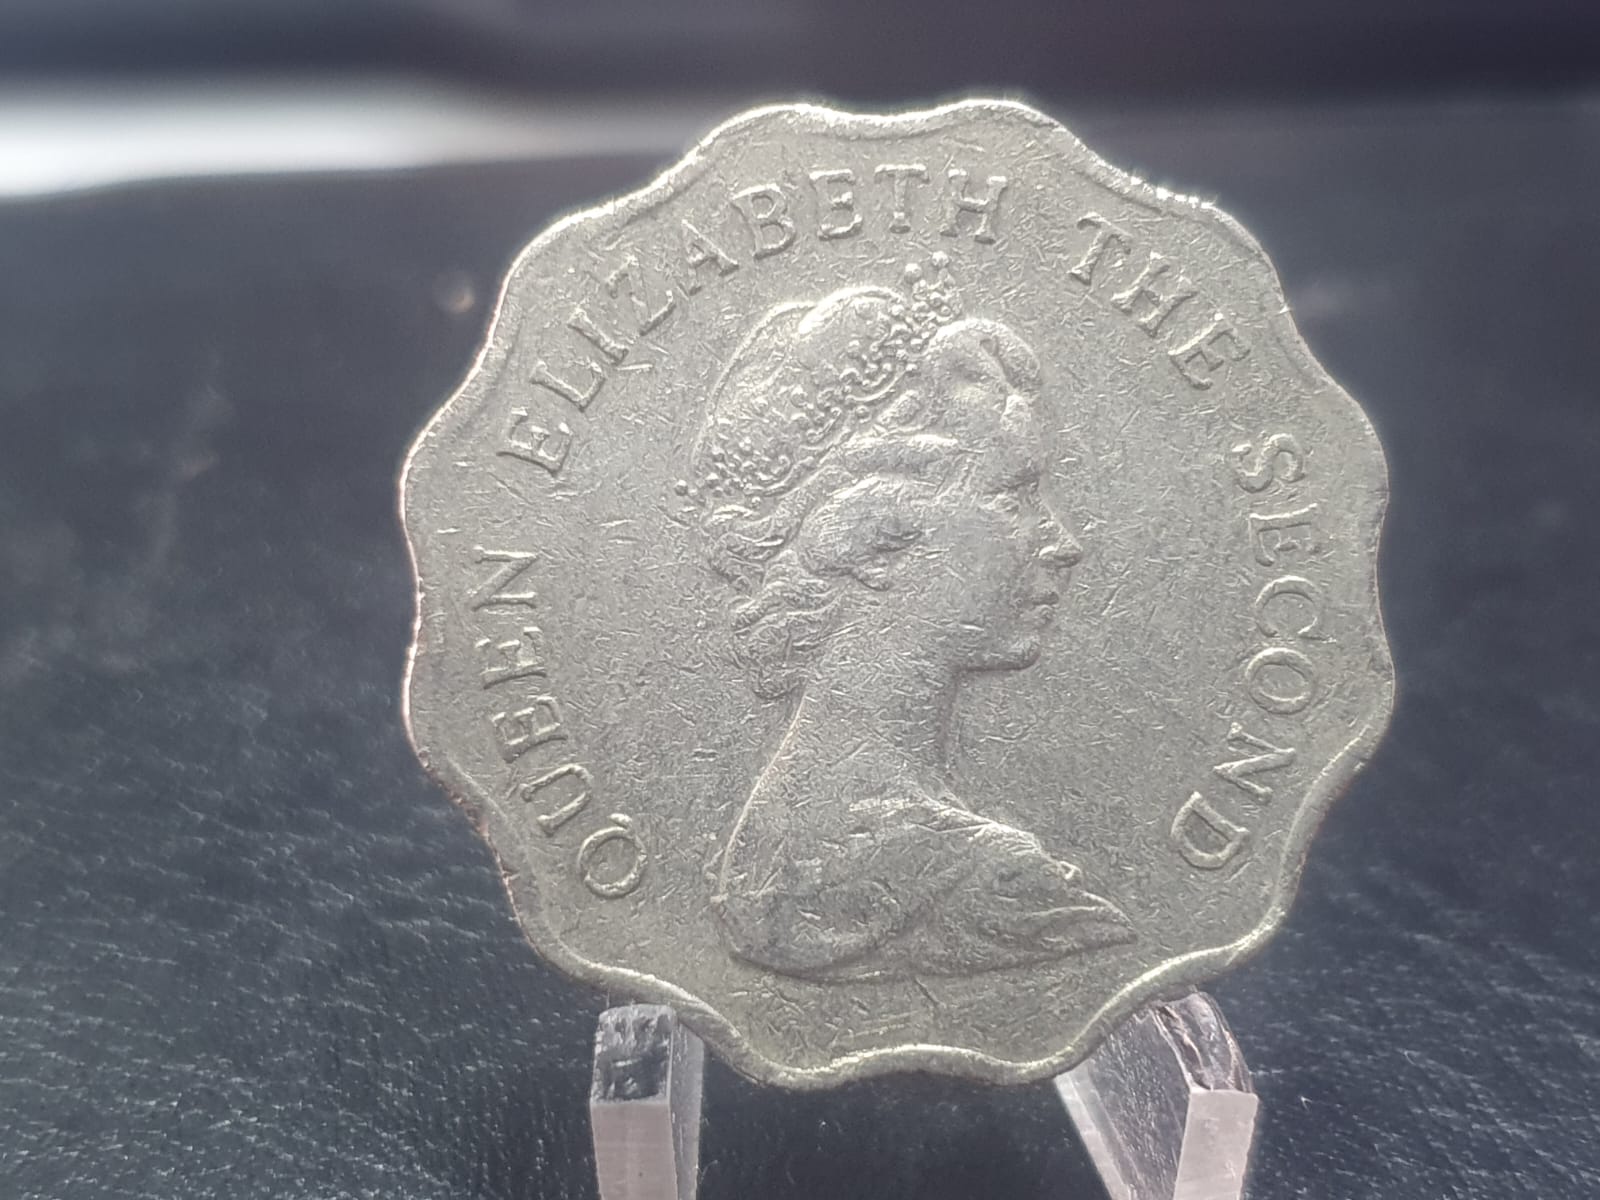 QUEEN ELIZABETH THE SECOND